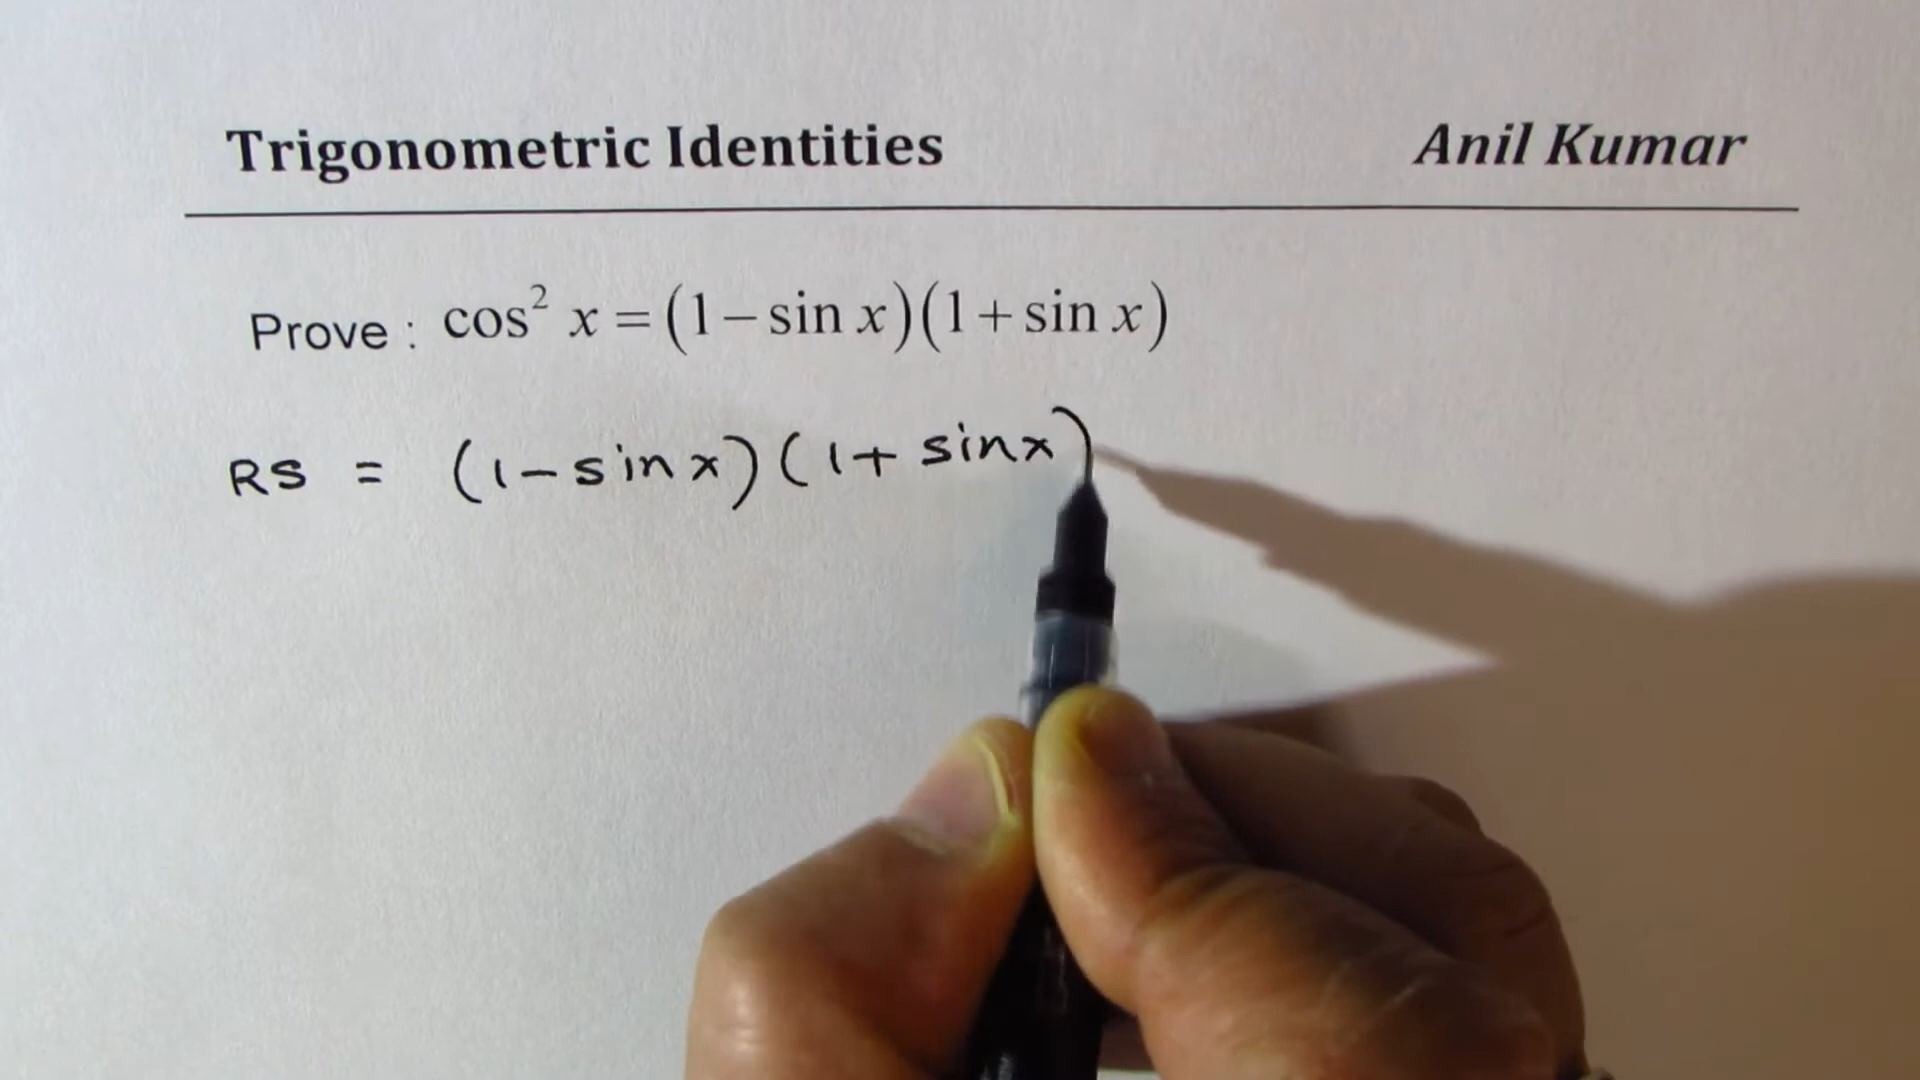 Trigonometric Identities Anil Kumar
Prove : cos² x = (1 − sin x)(1 + sin x)
RS = (1 − sin x)(1 + sin x)